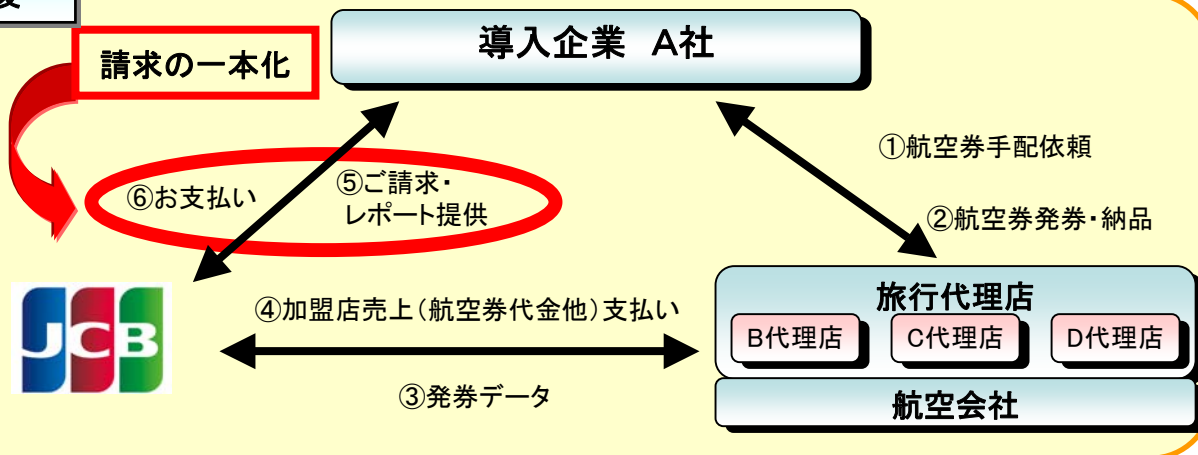 請求の一本化
導入企業 A社
①航空券手配依頼
②航空券発券・納品
⑥お支払い
⑤ご請求・
レポート提供
JCB
④加盟店売上(航空券代金他)支払い
③発券データ
旅行代理店
B代理店
C代理店
D代理店
航空会社